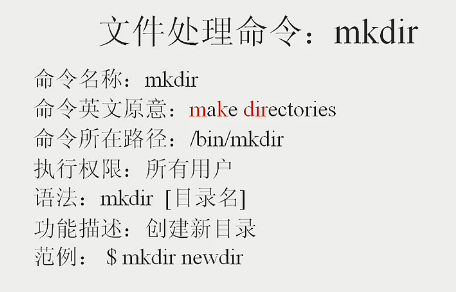 文件处理命令：mkdir
命令名称：mkdir
命令英文原意：make directories
命令所在路径：/bin/mkdir
执行权限：所有用户
语法：mkdir [目录名]
功能描述：创建新目录
范例： $ mkdir newdir